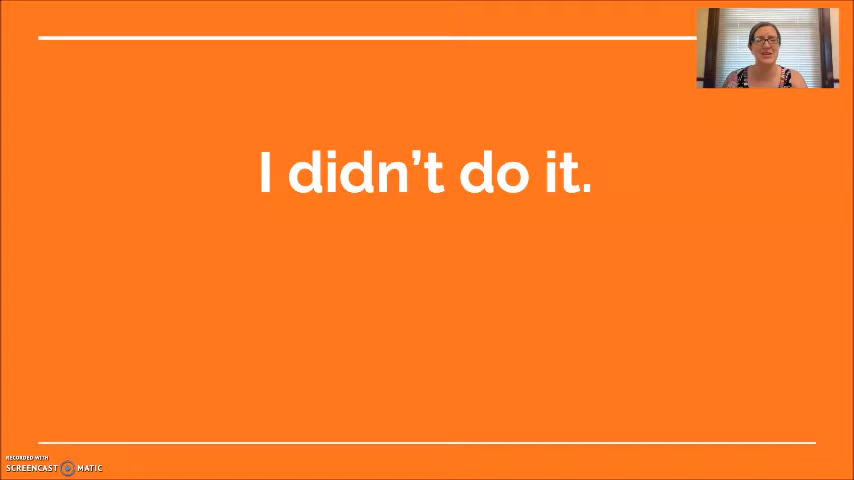 I didn’t do it.
RECORDED WITH
SCREENCAST MATIC